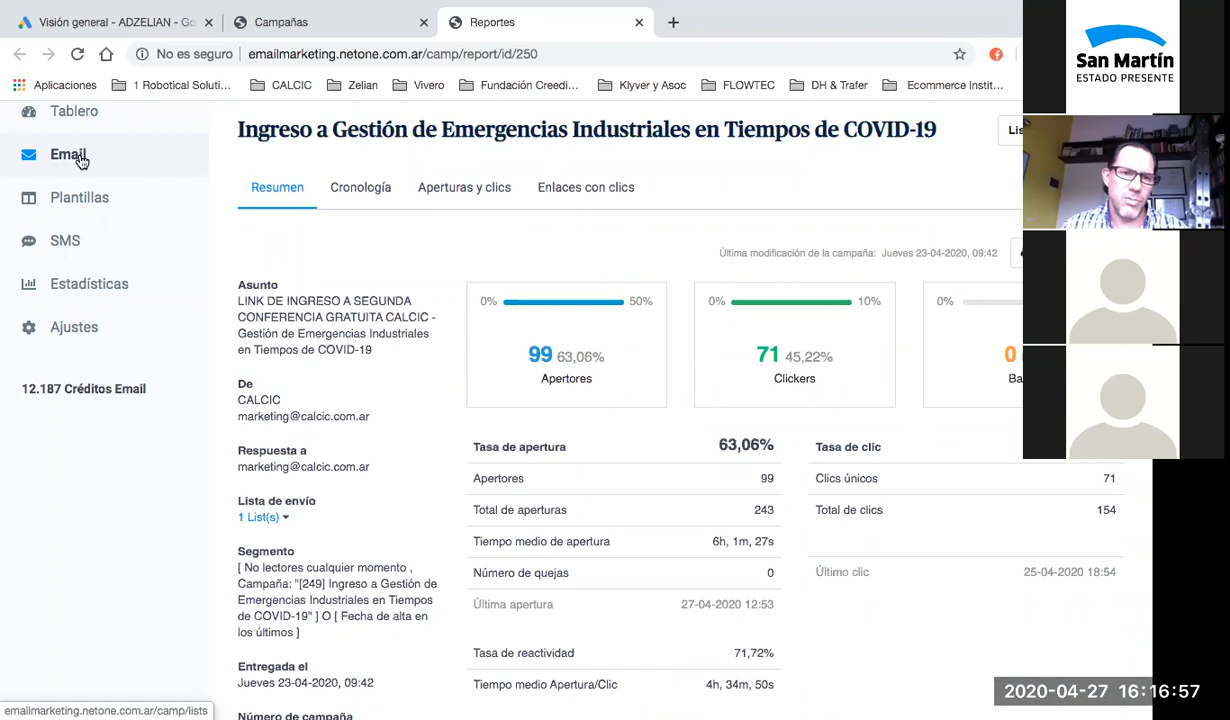 Visión general - ADZELIAN - Go
Campañas
Reportes
No es seguro
emailmarketing.netone.com.ar/camp/report/id/250
Aplicaciones
1 Robotical Soluti...
CALCIC
Zelian
Vivero
Fundación Creedi...
FLOWTEC
Klyver y Asoc
DH & Trafer
Ecommerce Instit...
San Martín
ESTADO PRESENTE
Tablero
Email
Plantillas
SMS
Estadísticas
Ajustes
12.187 Créditos Email
Ingreso a Gestión de Emergencias Industriales en Tiempos de COVID-19
Lis
Resumen
Cronología
Aperturas y clics
Enlaces con clics
Última modificación de la campaña: Jueves 23-04-2020, 09:42
Asunto
LINK DE INGRESO A SEGUNDA
CONFERENCIA GRATUITA CALCIC -
Gestión de Emergencias Industriales
en Tiempos de COVID-19
De
CALCIC
marketing@calcic.com.ar
Respuesta a
marketing@calcic.com.ar
Lista de envío
1 List(s)
Segmento
[ No lectores cualquier momento ,
Campaña: "[249] Ingreso a Gestión de
Emergencias Industriales en Tiempos
de COVID-19" ] O [ Fecha de alta en
los últimos ]
Entregada el
Jueves 23-04-2020, 09:42
Número de campaña
0%
50%
99 63,06%
Apertores
0%
10%
71 45,22%
Clickers
0%
0
Ba
Tasa de apertura
63,06%
Apertores
99
Total de aperturas
243
Tiempo medio de apertura
6h, 1m, 27s
Número de quejas
0
Última apertura
27-04-2020 12:53
Tasa de reactividad
71,72%
Tiempo medio Apertura/Clic
4h, 34m, 50s
Tasa de clic
Clics únicos
71
Total de clics
154
Último clic
25-04-2020 18:54
emailmarketing.netone.com.ar/camp/lists
2020-04-27 16:16:57